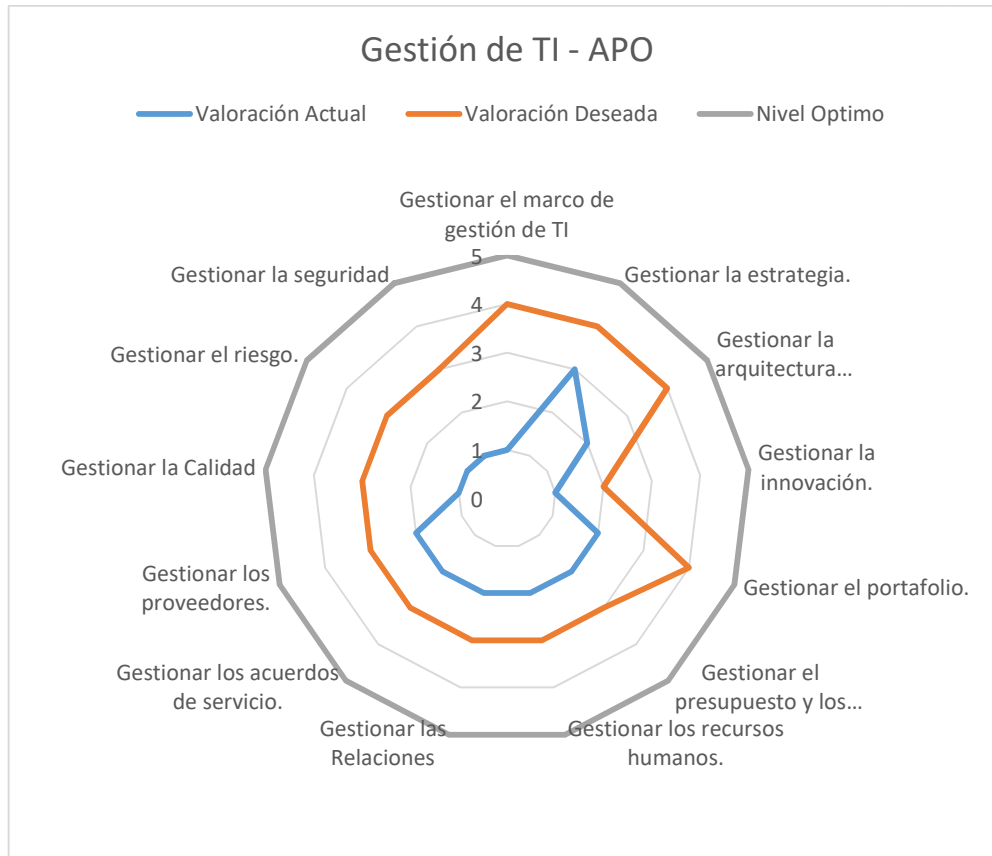 Gestión de TI - APO
Valoración Actual
Valoración Deseada
Nivel Optimo
Gestionar el marco de
gestión de TI
Gestionar la estrategia.
Gestionar la
arquitectura...
Gestionar la
innovación.
Gestionar el portafolio.
Gestionar el
presupuesto y los...
Gestionar los recursos
humanos.
Gestionar las
Relaciones
Gestionar los acuerdos
de servicio.
Gestionar los
proveedores.
Gestionar la Calidad
Gestionar el riesgo.
Gestionar la seguridad
5
4
3
2
1
0